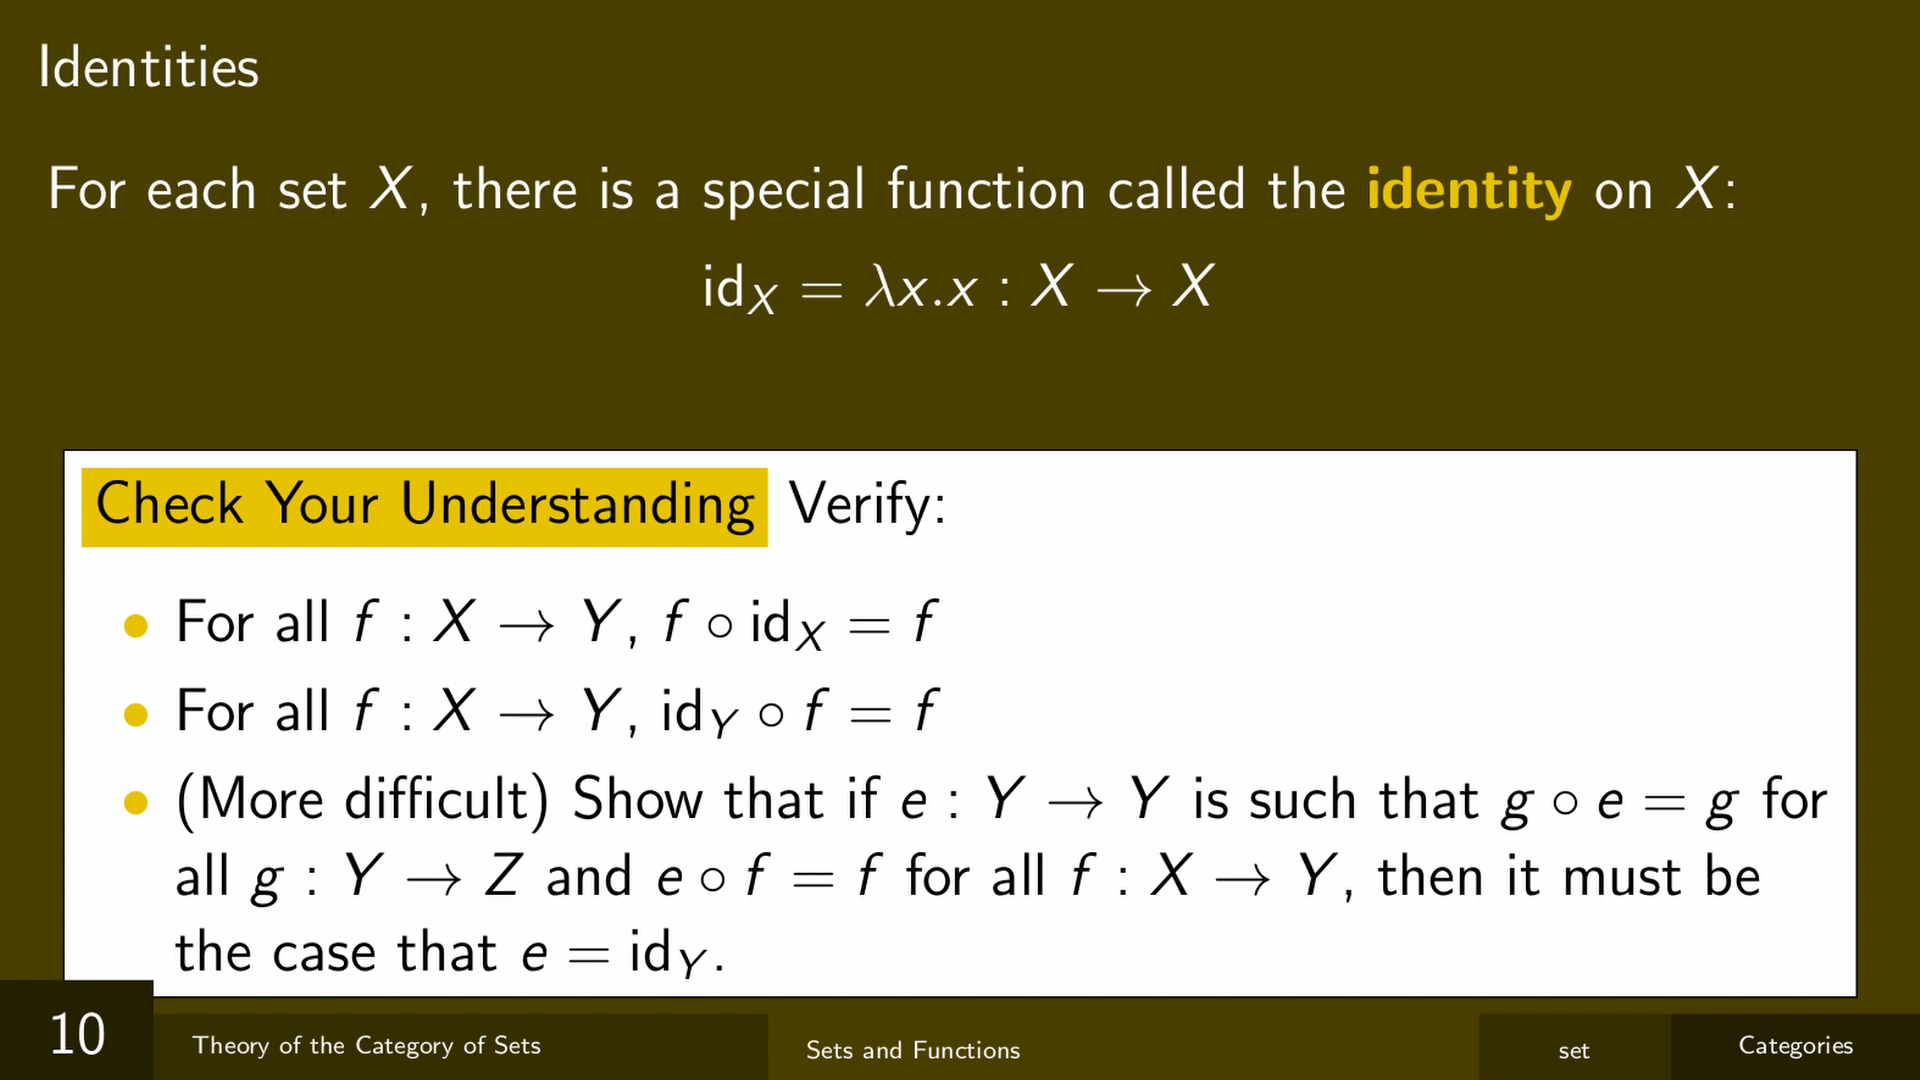 Identities
For each set X, there is a special function called the identity on X:
id_X = λx.x : X → X
Check Your Understanding Verify:
• For all f : X → Y, f ∘ id_X = f
• For all f : X → Y, id_Y ∘ f = f
• (More difficult) Show that if e : Y → Y is such that g ∘ e = g for
all g : Y → Z and e ∘ f = f for all f : X → Y, then it must be
the case that e = id_Y.
10 Theory of the Category of Sets Sets and Functions set Categories